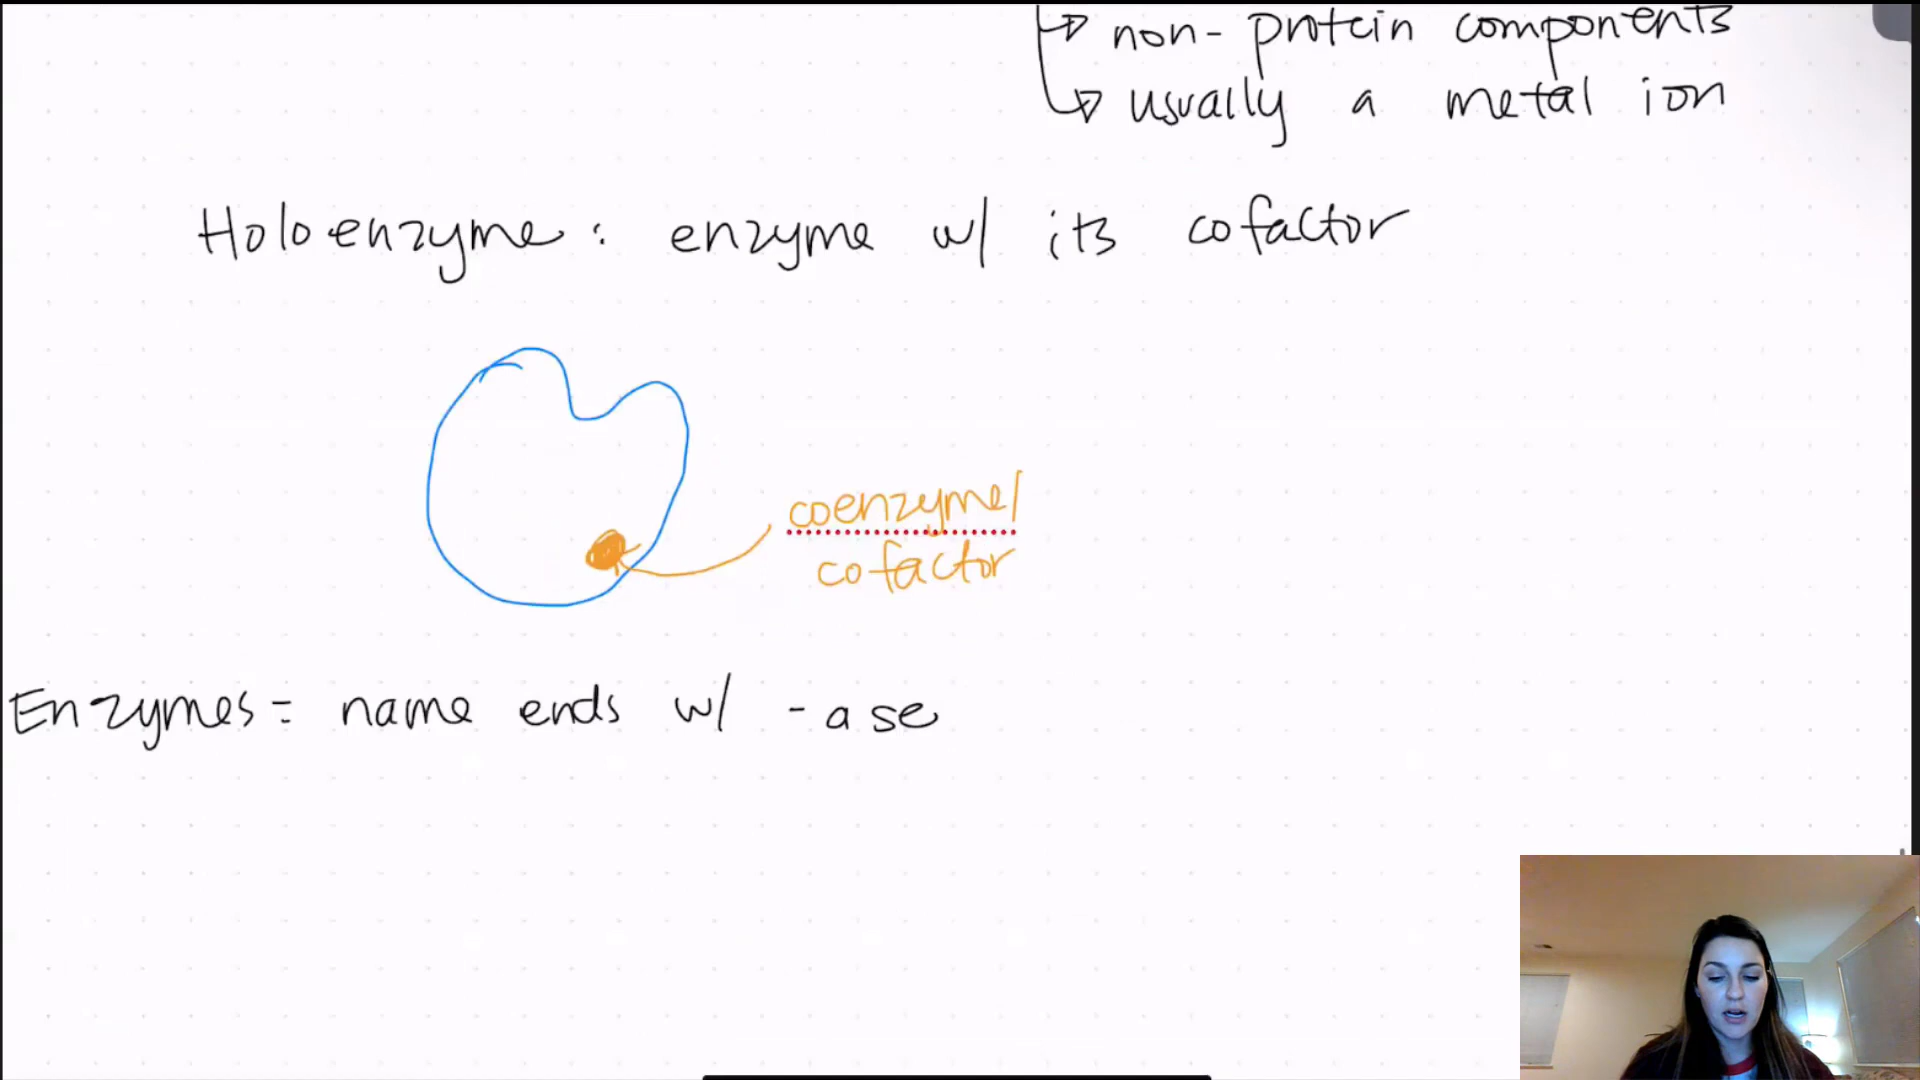 non-protein components
usually a metal ion
Holoenzyme: enzyme w/ its cofactor
coenzyme/
cofactor
Enzymes= name ends w/ -ase